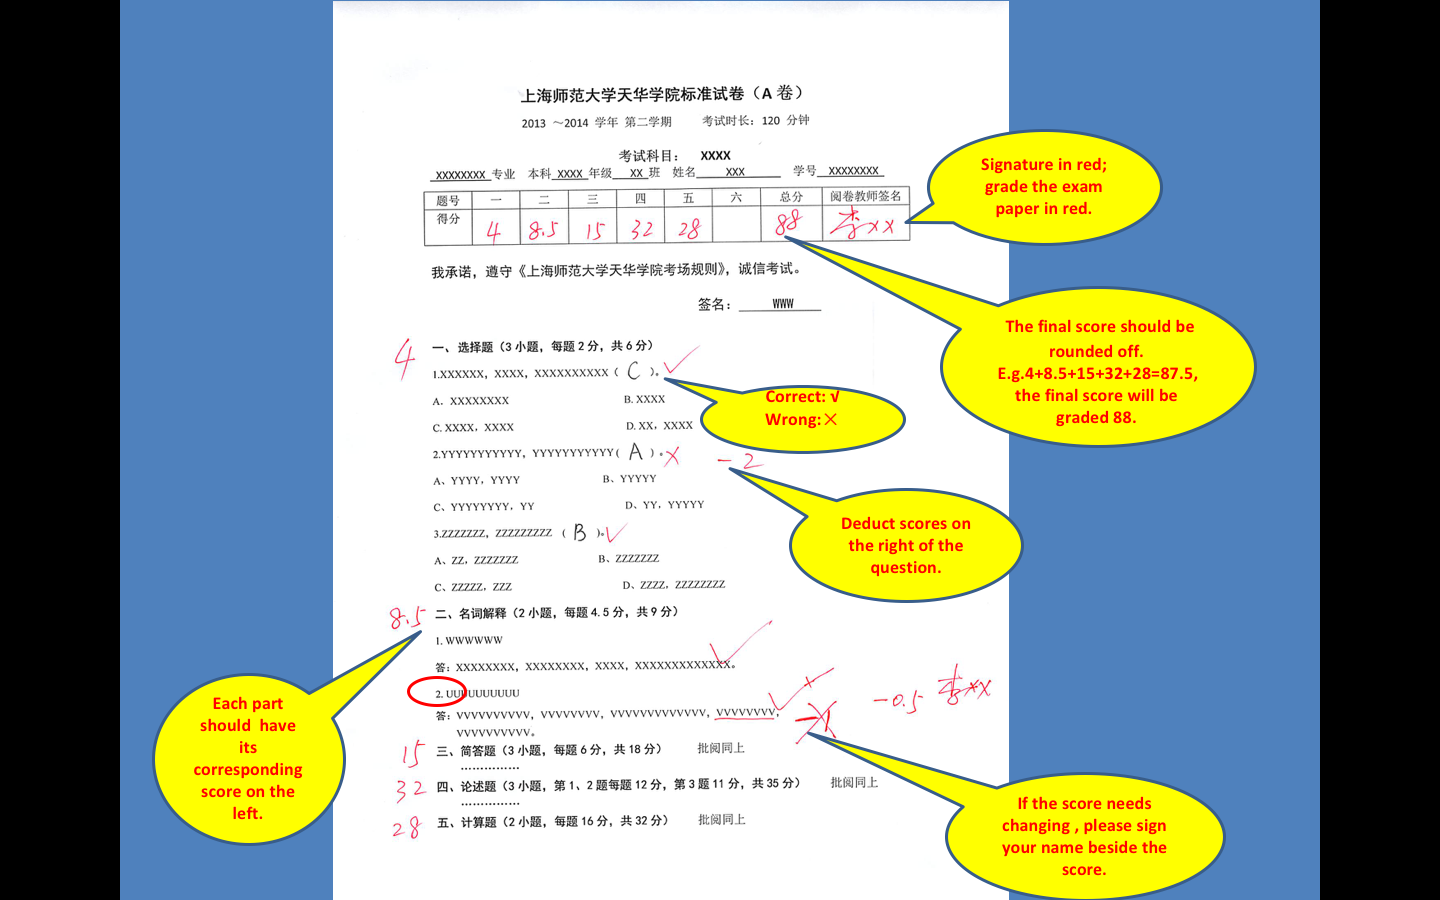 上海师范大学天华学院标准试卷（A 卷）
2013 ～2014 学年 第二学期 考试时长：120 分钟
考试科目： XXXX
XXXXXXXX 专业 本科 XXXX 年级 XX 班 姓名 XXX 学号 XXXXXXXX
题号 一 二 三 四 五 六 总分 阅卷教师签名
得分 4 8.5 15 32 28 88 李xx
我承诺，遵守《上海师范大学天华学院考场规则》，诚信考试。
签名： WWW
4 一、选择题（3 小题，每题 2 分，共 6 分）
1.XXXXXX，XXXX，XXXXXXXXXX（ C ）。✓
A．XXXXXXXX B. XXXX
C. XXXX，XXXX D. XX，XXXX
2.YYYYYYYYYYY，YYYYYYYYYYY( A ）。X －2
A、YYYY，YYYY B、YYYYY
C、YYYYYYYY，YY D、YY，YYYYY
3.ZZZZZZZ，ZZZZZZZZZ （ B ）。✓
A、ZZ，ZZZZZZZ B、ZZZZZZZ
C、ZZZZZ，ZZZ D、ZZZZ，ZZZZZZZZ
8.5 二、名词解释（2 小题，每题 4.5 分，共 9 分）
1. WWWWWW
答：XXXXXXXX，XXXXXXXX，XXXX，XXXXXXXXXXXXX。
2. UUUUUUUUUU
答：VVVVVVVVVV，VVVVVVVV，VVVVVVVVVVVVV，VVVVVVVV， -1 -0.5 李xx
VVVVVVVVVV。
15 三、简答题（3 小题，每题 6 分，共 18 分） 批阅同上
……………
32 四、论述题（3 小题，第 1、2 题每题 12 分，第 3 题 11 分，共 35 分） 批阅同上
……………
28 五、计算题（2 小题，每题 16 分，共 32 分） 批阅同上
Signature in red;
grade the exam
paper in red.
The final score should be
rounded off.
E.g.4+8.5+15+32+28=87.5,
the final score will be
graded 88.
Correct: √
Wrong:×
Deduct scores on
the right of the
question.
Each part
should have
its
corresponding
score on the
left.
If the score needs
changing , please sign
your name beside the
score.